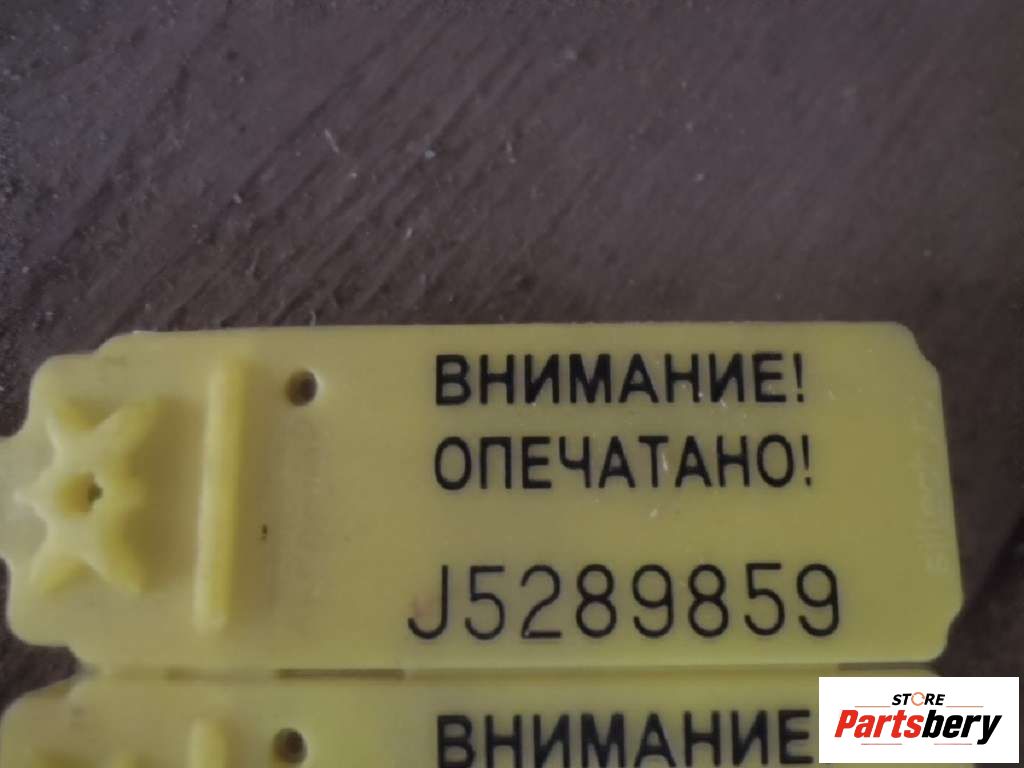 ВНИМАНИЕ!
ОПЕЧАТАНО!
J5289859
ВНИМАНИЕ
STORE
Partsbery